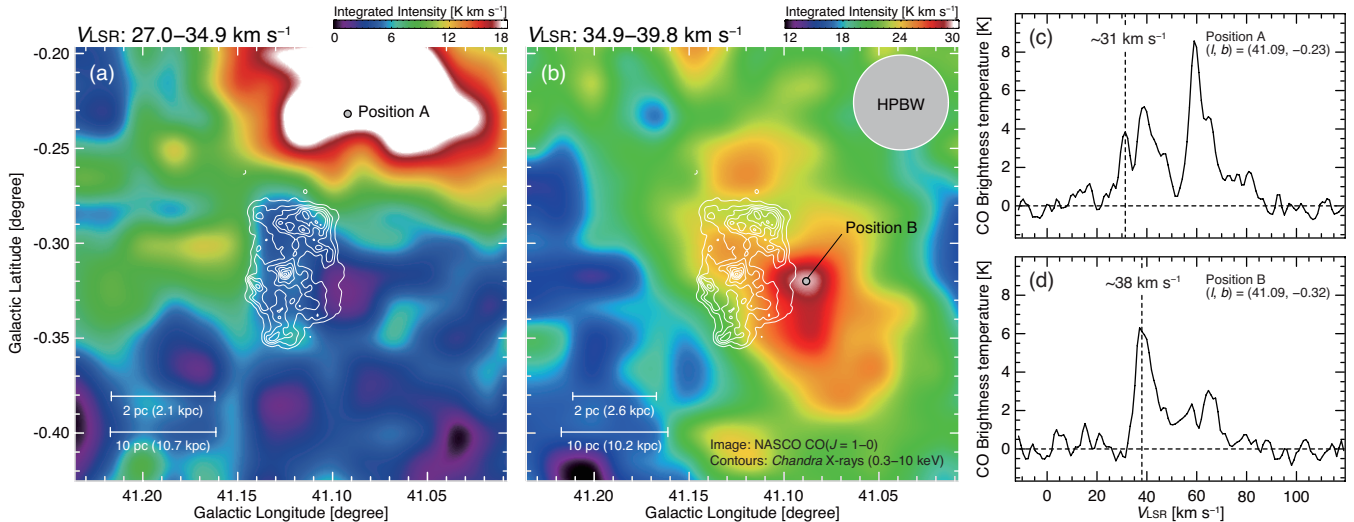 Integrated Intensity [K km s⁻¹]
0 6 12 18
VLSR: 27.0–34.9 km s⁻¹
(a)
Position A
-0.20
-0.25
-0.30
-0.35
-0.40
Galactic Latitude [degree]
2 pc (2.1 kpc)
10 pc (10.7 kpc)
41.20 41.15 41.10 41.05
Galactic Longitude [degree]
Integrated Intensity [K km s⁻¹]
12 18 24 30
VLSR: 34.9–39.8 km s⁻¹
(b)
HPBW
Position B
2 pc (2.6 kpc)
10 pc (10.2 kpc)
Image: NASCO CO(J = 1–0)
Contours: Chandra X-rays (0.3–10 keV)
41.20 41.15 41.10 41.05
Galactic Longitude [degree]
(c)
~31 km s⁻¹
Position A
(l, b) = (41.09, −0.23)
CO Brightness temperature [K]
8
6
4
2
0
(d)
~38 km s⁻¹
Position B
(l, b) = (41.09, −0.32)
CO Brightness temperature [K]
8
6
4
2
0
0 20 40 60 80 100
VLSR [km s⁻¹]